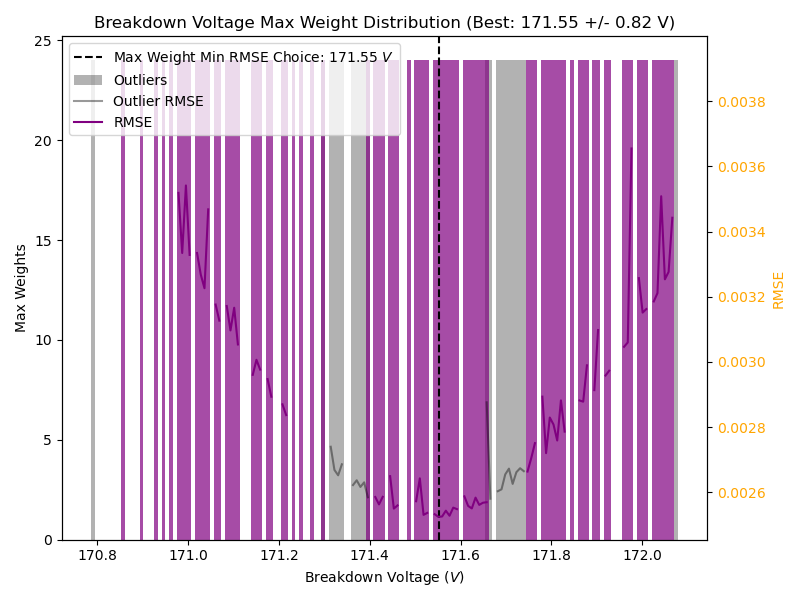 Breakdown Voltage Max Weight Distribution (Best: 171.55 +/- 0.82 V)
Max Weight Min RMSE Choice: 171.55 V
Outliers
Outlier RMSE
RMSE
25
20
15
10
5
0
Max Weights
0.0038
0.0036
0.0034
0.0032
0.0030
0.0028
0.0026
RMSE
170.8 171.0 171.2 171.4 171.6 171.8 172.0
Breakdown Voltage (V)